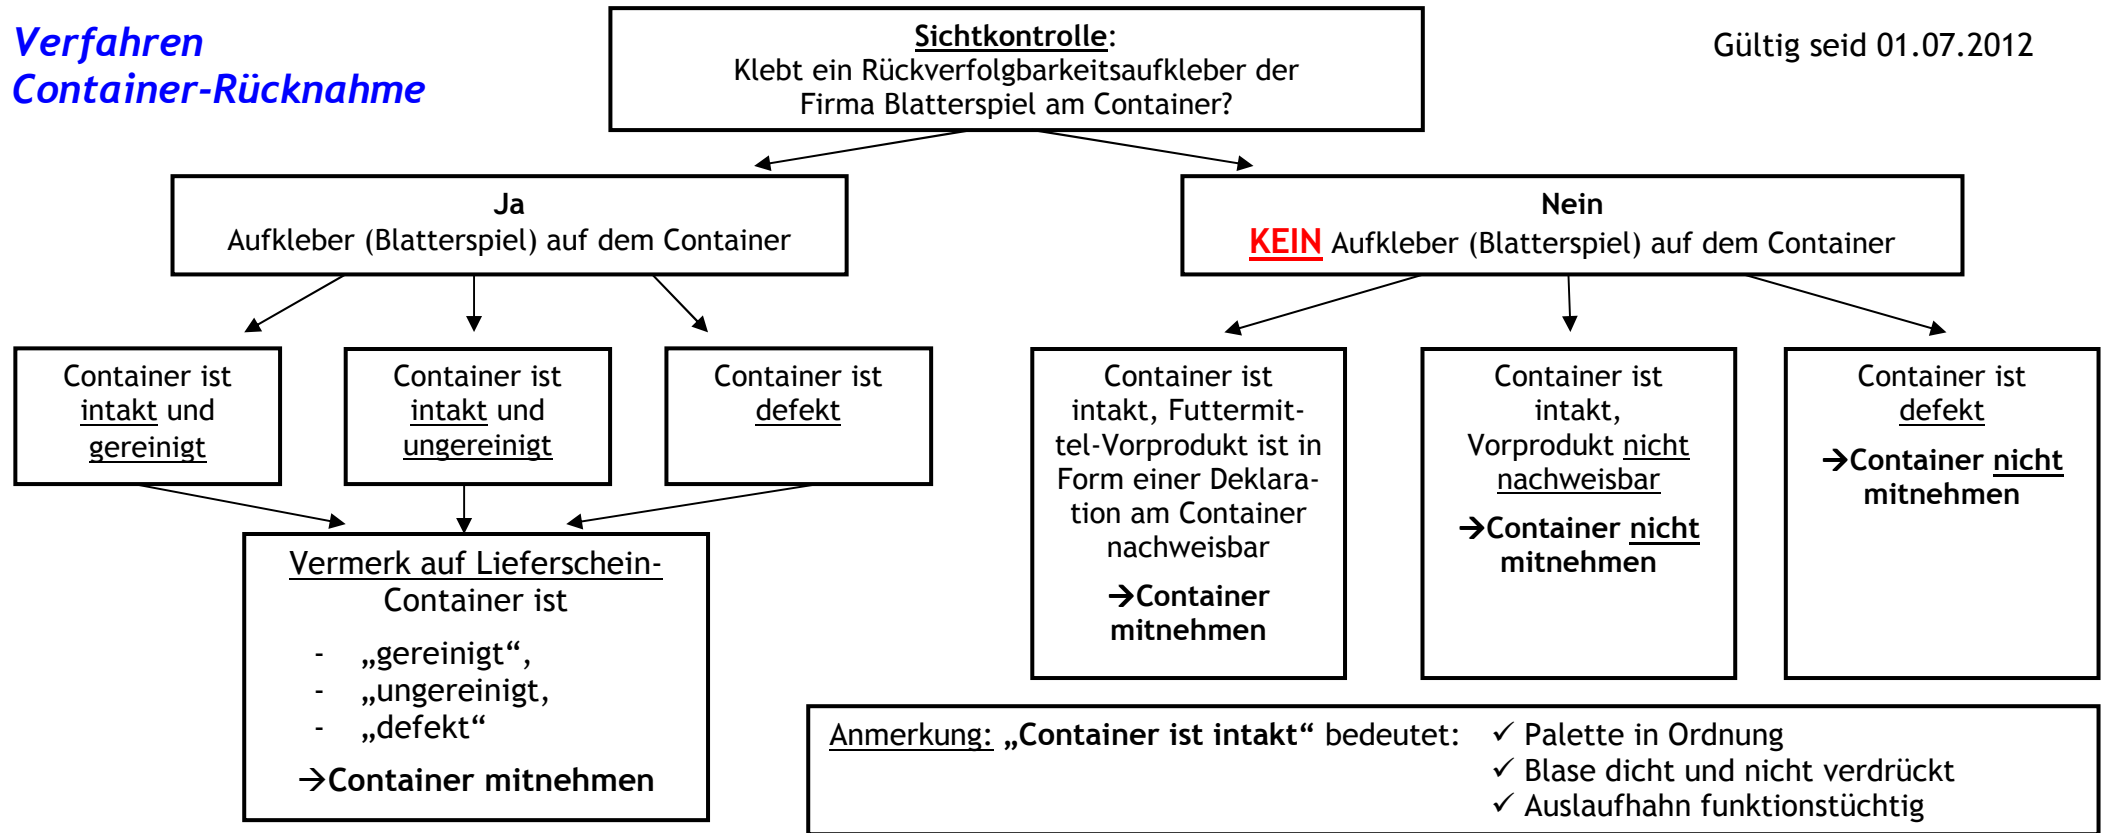 Verfahren
Container-Rücknahme
Sichtkontrolle:
Klebt ein Rückverfolgbarkeitsaufkleber der
Firma Blatterspiel am Container?
Gültig seid 01.07.2012
Ja
Aufkleber (Blatterspiel) auf dem Container
Nein
KEIN Aufkleber (Blatterspiel) auf dem Container
Container ist
intakt und
gereinigt
Container ist
intakt und
ungereinigt
Container ist
defekt
Container ist
intakt, Futtermit-
tel-Vorprodukt ist in
Form einer Deklara-
tion am Container
nachweisbar
→Container
mitnehmen
Container ist
intakt,
Vorprodukt nicht
nachweisbar
→Container nicht
mitnehmen
Container ist
defekt
→Container nicht
mitnehmen
Vermerk auf Lieferschein-
Container ist
- „gereinigt“,
- „ungereinigt,
- „defekt“
→Container mitnehmen
Anmerkung: „Container ist intakt“ bedeutet: ✓ Palette in Ordnung
✓ Blase dicht und nicht verdrückt
✓ Auslaufhahn funktionstüchtig